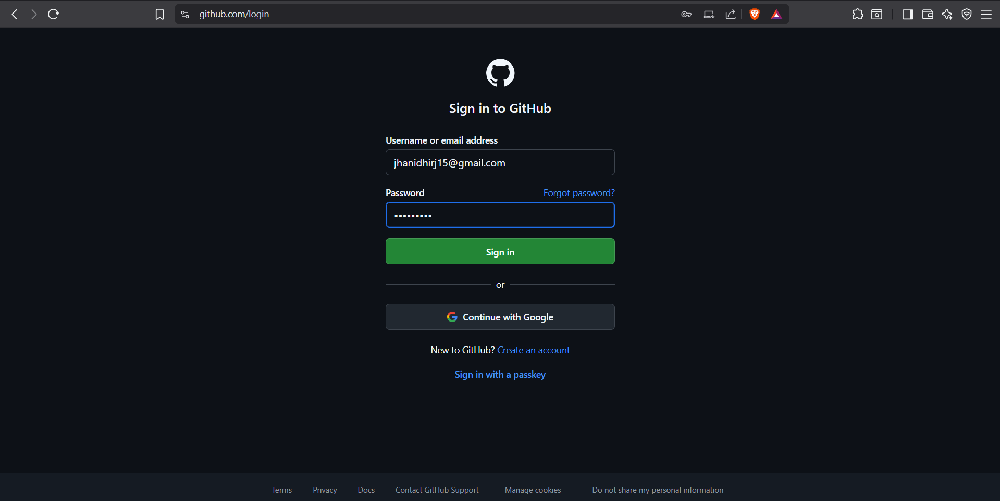 github.com/login
Sign in to GitHub
Username or email address
jhanidhirj15@gmail.com
Password Forgot password?
•••••••••
Sign in
or
Continue with Google
New to GitHub? Create an account
Sign in with a passkey
Terms Privacy Docs Contact GitHub Support Manage cookies Do not share my personal information